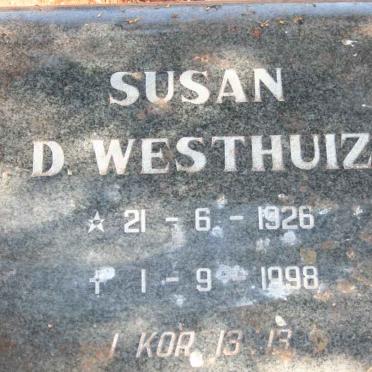 SUSAN
D. WESTHUIZ
☆ 21 - 6 - 1926
† 1 - 9 - 1998
I KOR. 13 : 13